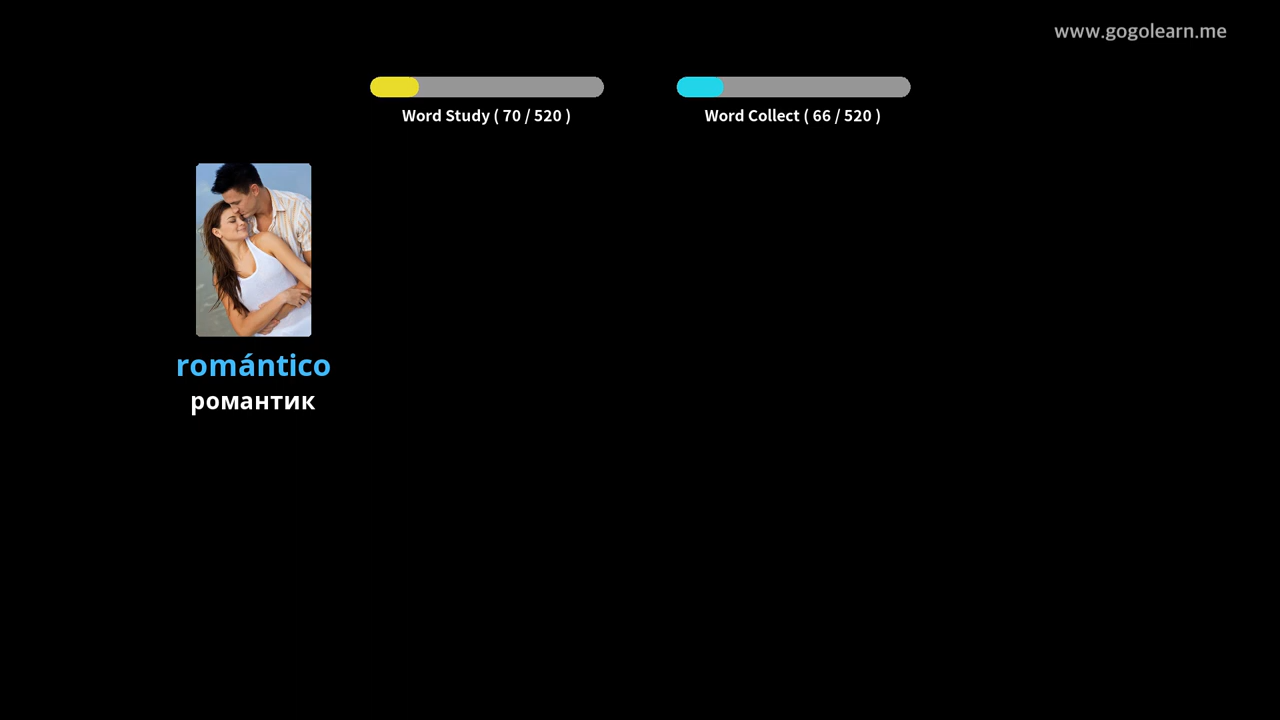 www.gogolearn.me
Word Study ( 70 / 520 )
Word Collect ( 66 / 520 )
romántico
романтик